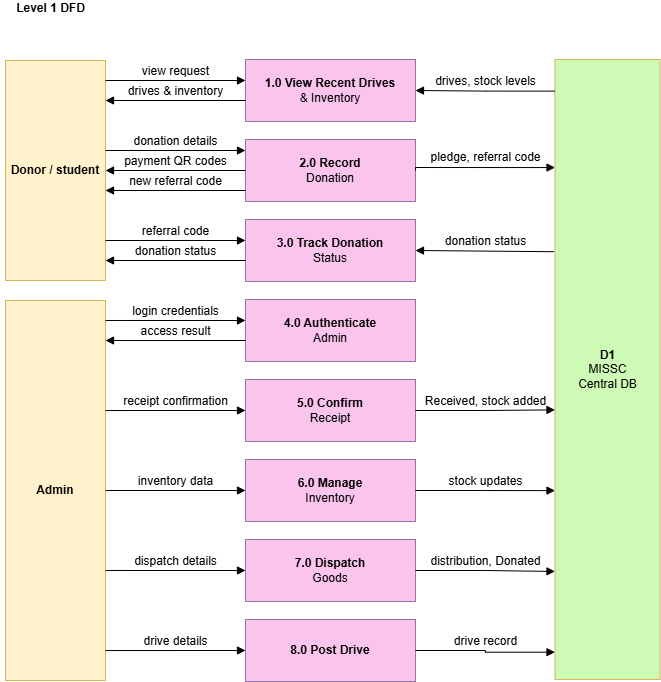 Level 1 DFD
view request
drives & inventory
1.0 View Recent Drives
& Inventory
drives, stock levels
Donor / student
donation details
payment QR codes
new referral code
2.0 Record
Donation
pledge, referral code
referral code
donation status
3.0 Track Donation
Status
donation status
Admin
login credentials
access result
4.0 Authenticate
Admin
D1
MISSC
Central DB
receipt confirmation
5.0 Confirm
Receipt
Received, stock added
inventory data
6.0 Manage
Inventory
stock updates
dispatch details
7.0 Dispatch
Goods
distribution, Donated
drive details
8.0 Post Drive
drive record